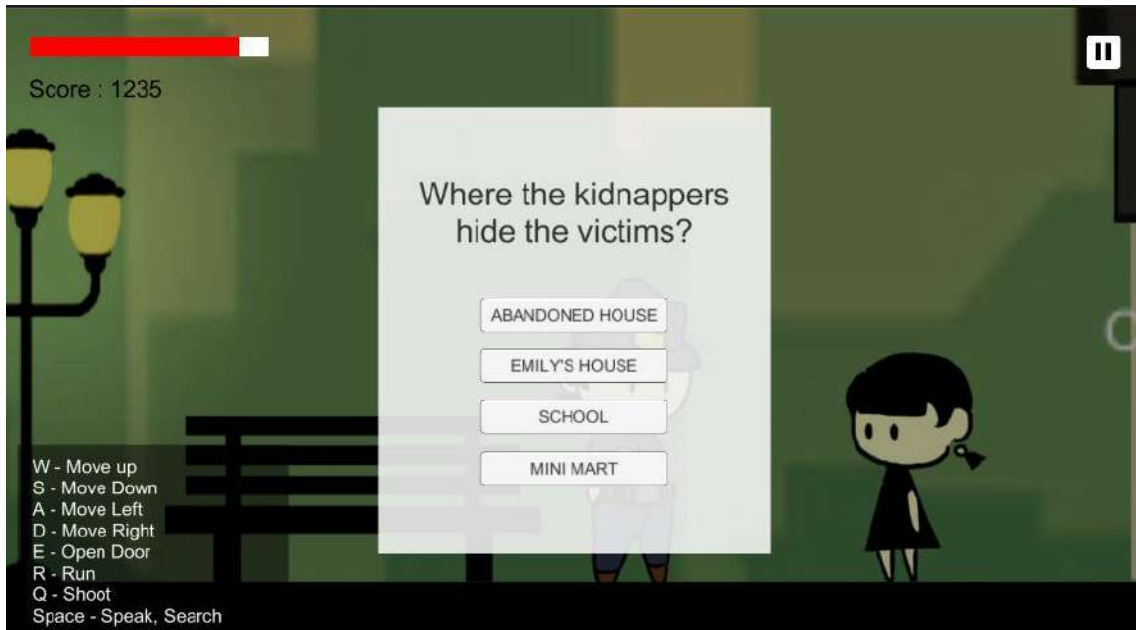 Score : 1235
Where the kidnappers
hide the victims?
ABANDONED HOUSE
EMILY'S HOUSE
SCHOOL
MINI MART
W - Move up
S - Move Down
A - Move Left
D - Move Right
E - Open Door
R - Run
Q - Shoot
Space - Speak, Search